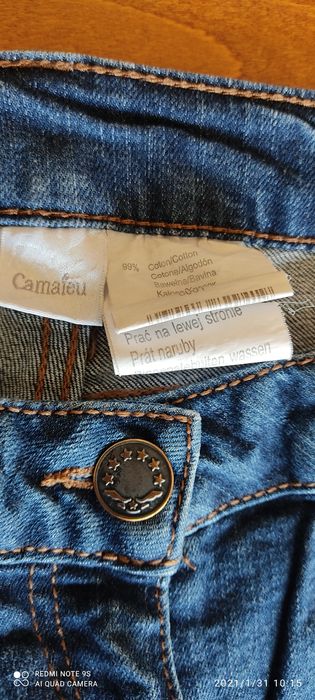 Camaïeu
99% Coton/Cotton
Cotone/Algodón
Bawełna/Bavlna
Prać na lewej stronie
Prát naruby
waschen
REDMI NOTE 9S
AI QUAD CAMERA
2021/1/31 10:15